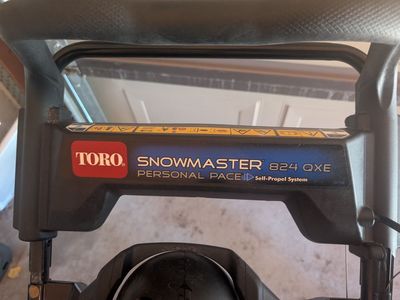 TORO.
SNOWMASTER 824 QXE
PERSONAL PACE Self-Propel System